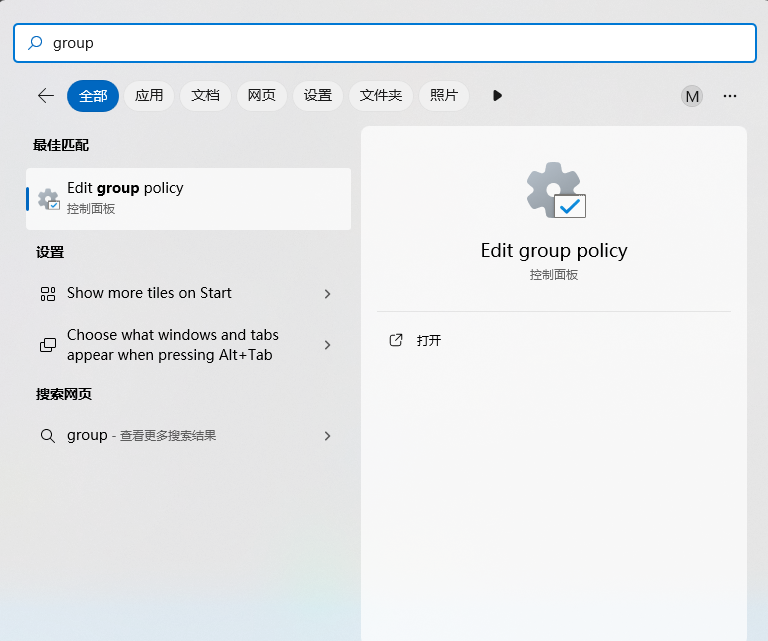 group
全部 应用 文档 网页 设置 文件夹 照片 M ...
最佳匹配
Edit group policy
控制面板
设置
Show more tiles on Start
Choose what windows and tabs
appear when pressing Alt+Tab
搜索网页
group - 查看更多搜索结果
Edit group policy
控制面板
打开